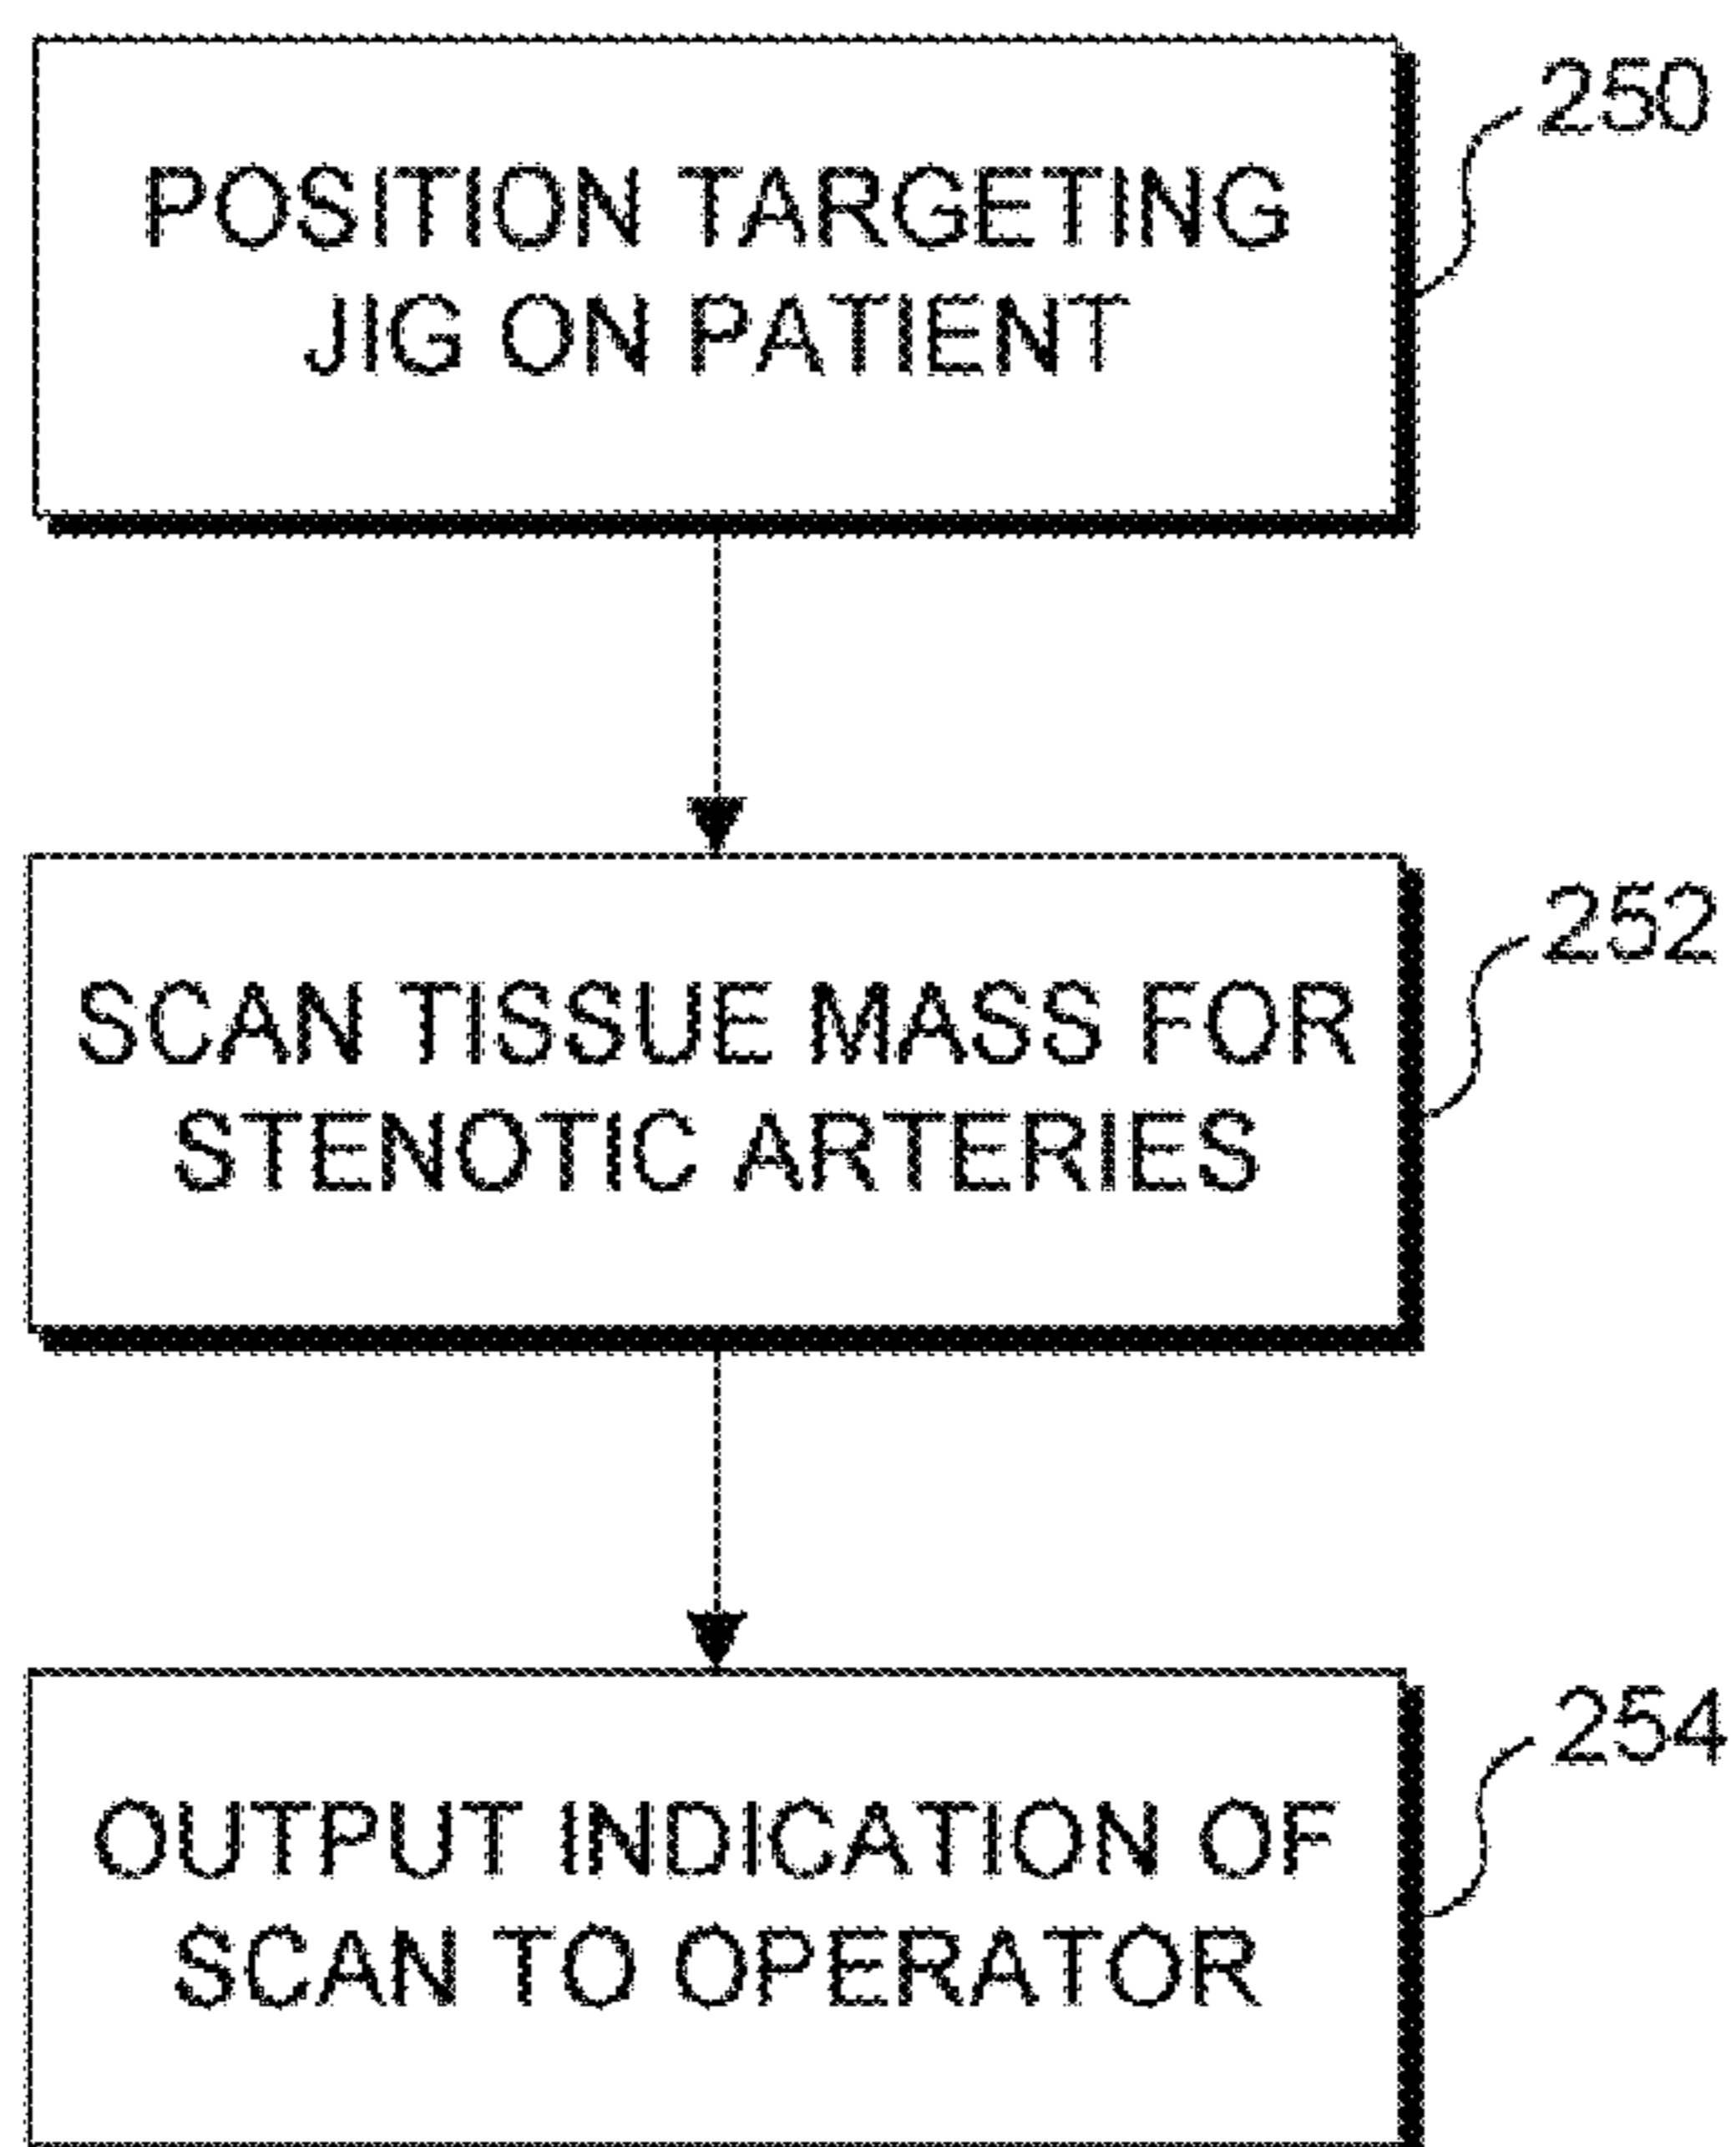 250
POSITION TARGETING
JIG ON PATIENT
252
SCAN TISSUE MASS FOR
STENOTIC ARTERIES
254
OUTPUT INDICATION OF
SCAN TO OPERATOR